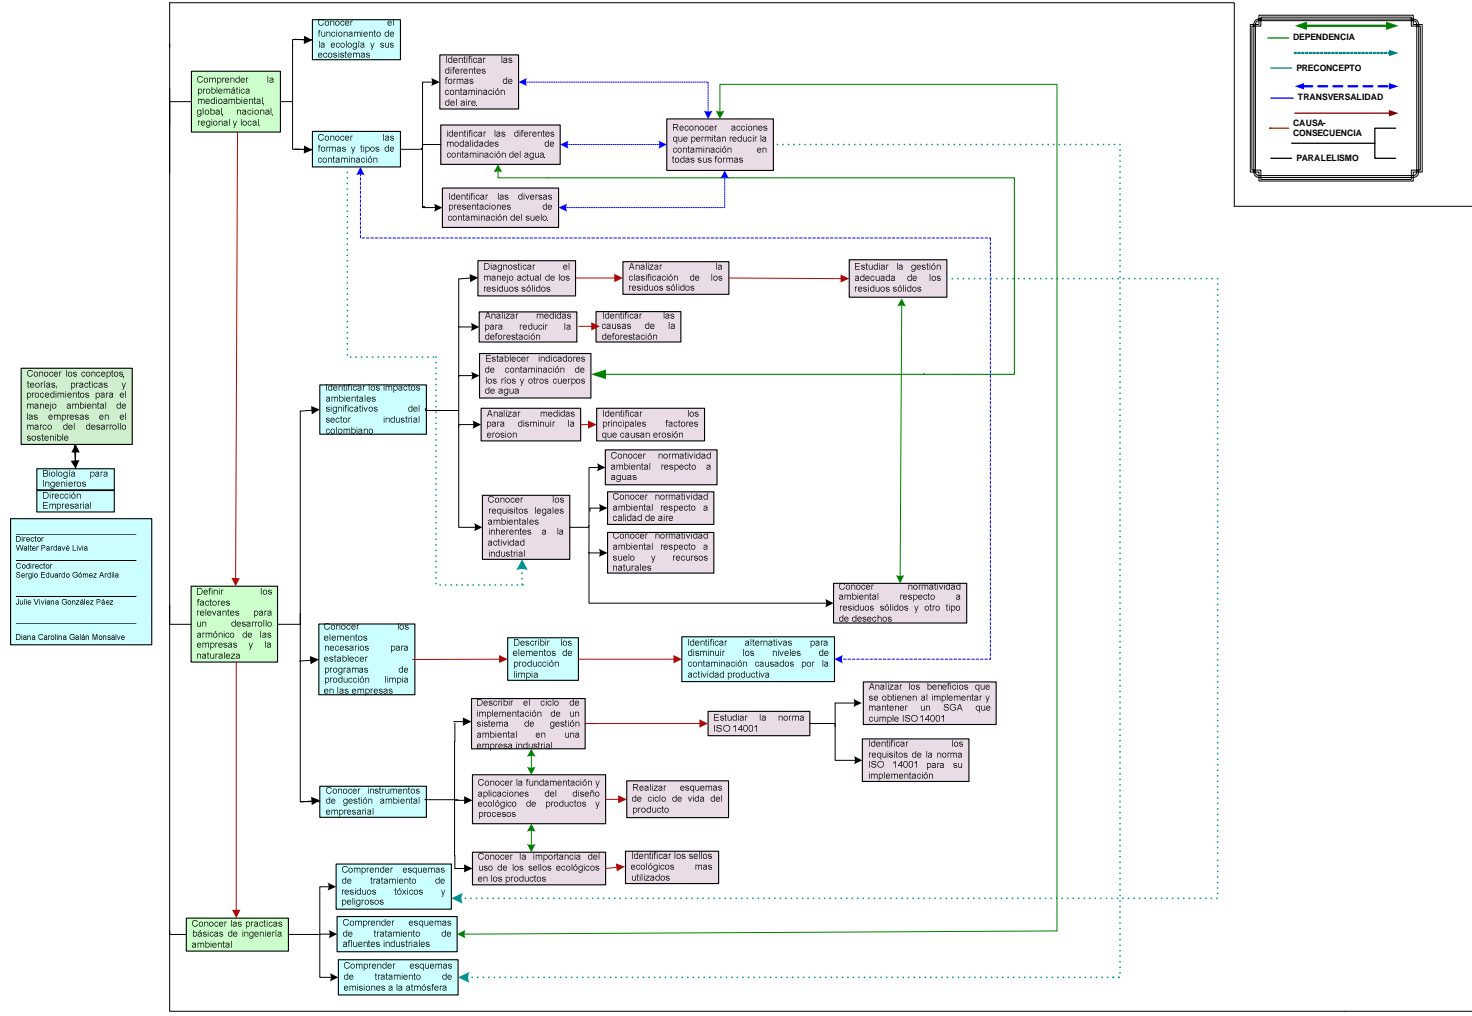 Conocer el
funcionamiento de
la ecología y sus
ecosistemas
Comprender la
problemática
medioambiental,
global, nacional,
regional y local.
Conocer las
formas y tipos de
contaminación
Identificar las
diferentes
formas de
contaminación
del aire.
identificar las diferentes
modalidades de
contaminación del agua.
Identificar las diversas
presentaciones de
contaminación del suelo.
Reconocer acciones
que permitan reducir la
contaminación en
todas sus formas
DEPENDENCIA
PRECONCEPTO
TRANSVERSALIDAD
CAUSA-
CONSECUENCIA
PARALELISMO
Diagnosticar el
manejo actual de los
residuos sólidos
Analizar la
clasificación de los
residuos sólidos
Estudiar la gestión
adecuada de los
residuos sólidos
Analizar medidas
para reducir la
deforestación
Identificar las
causas de la
deforestación
Establecer indicadores
de contaminación de
los ríos y otros cuerpos
de agua
Identificar los impactos
ambientales
significativos del
sector industrial
colombiano
Analizar medidas
para disminuir la
erosion
Identificar los
principales factores
que causan erosión
Conocer los
requisitos legales
ambientales
inherentes a la
actividad
industrial
Conocer normatividad
ambiental respecto a
aguas
Conocer normatividad
ambiental respecto a
calidad de aire
Conocer normatividad
ambiental respecto a
suelo y recursos
naturales
Conocer normatividad
ambiental respecto a
residuos sólidos y otro tipo
de desechos
Conocer los conceptos,
teorías, practicas y
procedimientos para el
manejo ambiental de
las empresas en el
marco del desarrollo
sostenible
Biología para
Ingenieros
Dirección
Empresarial
Director
Walter Pardavé Livia
Codirector
Sergio Eduardo Gómez Ardila
Julie Viviana González Páez
Diana Carolina Galán Monsalve
Definir los
factores
relevantes para
un desarrollo
armónico de las
empresas y la
naturaleza
Conocer los
elementos
necesarios para
establecer
programas de
producción limpia
en las empresas
Describir los
elementos de
producción
limpia
Identificar alternativas para
disminuir los niveles de
contaminación causados por la
actividad productiva
Describir el ciclo de
implementación de un
sistema de gestión
ambiental en una
empresa industrial
Estudiar la norma
ISO 14001
Analizar los beneficios que
se obtienen al implementar y
mantener un SGA que
cumple ISO 14001
Identificar los
requisitos de la norma
ISO 14001 para su
implementación
Conocer instrumentos
de gestión ambiental
empresarial
Conocer la fundamentación y
aplicaciones del diseño
ecológico de productos y
procesos
Realizar esquemas
de ciclo de vida del
producto
Conocer la importancia del
uso de los sellos ecológicos
en los productos
Identificar los sellos
ecológicos mas
utilizados
Conocer las practicas
básicas de ingeniería
ambiental
Comprender esquemas
de tratamiento de
residuos tóxicos y
peligrosos
Comprender esquemas
de tratamiento de
afluentes industriales
Comprender esquemas
de tratamiento de
emisiones a la atmósfera